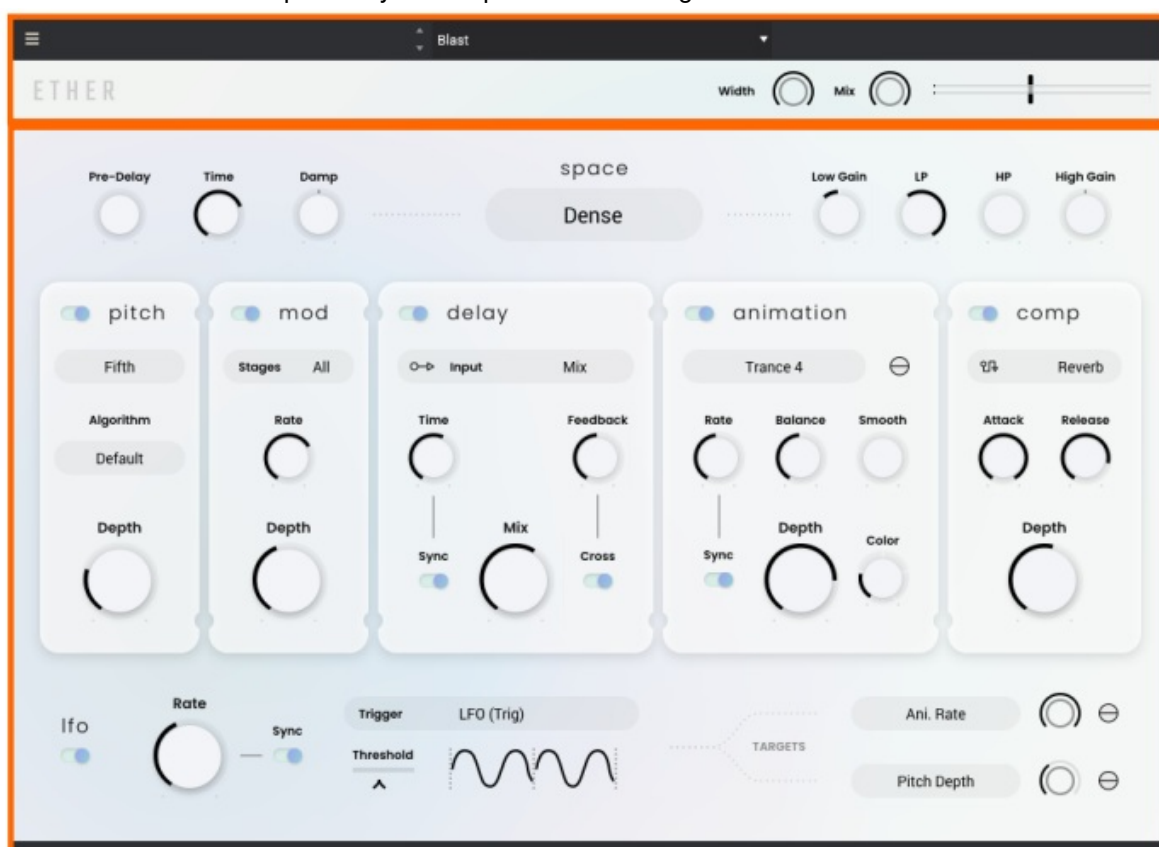 Blast
ETHER
Width Mix
space
Pre-Delay Time Damp
Dense
Low Gain LP HP High Gain
pitch
Fifth
Algorithm
Default
Depth
mod
Stages All
Rate
Depth
delay
Input Mix
Time Feedback
Mix
Sync Cross
animation
Trance 4
Rate Balance Smooth
Depth
Color
Sync
comp
Reverb
Attack Release
Depth
lfo
Rate
Sync
Trigger LFO (Trig)
Threshold
TARGETS
Ani. Rate
Pitch Depth